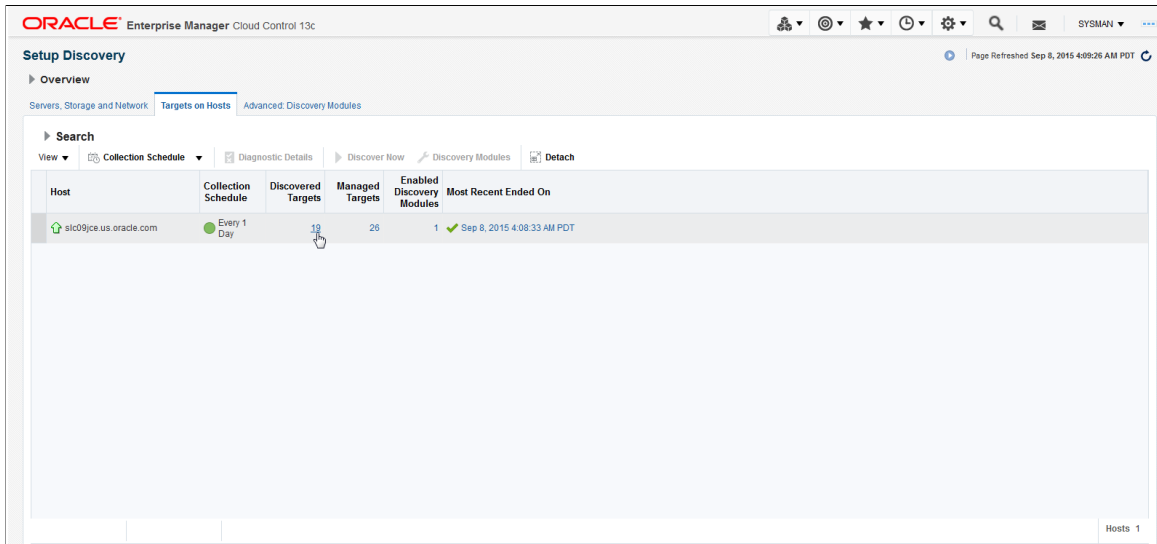 ORACLE Enterprise Manager Cloud Control 13c
SYSMAN
Setup Discovery
Page Refreshed Sep 8, 2015 4:09:26 AM PDT
Overview
Servers, Storage and Network Targets on Hosts Advanced: Discovery Modules
Search
View Collection Schedule Diagnostic Details Discover Now Discovery Modules Detach
Host Collection Schedule Discovered Targets Managed Targets Enabled Discovery Modules Most Recent Ended On
slc09jce.us.oracle.com Every 1 Day 19 26 1 Sep 8, 2015 4:08:33 AM PDT
Hosts 1